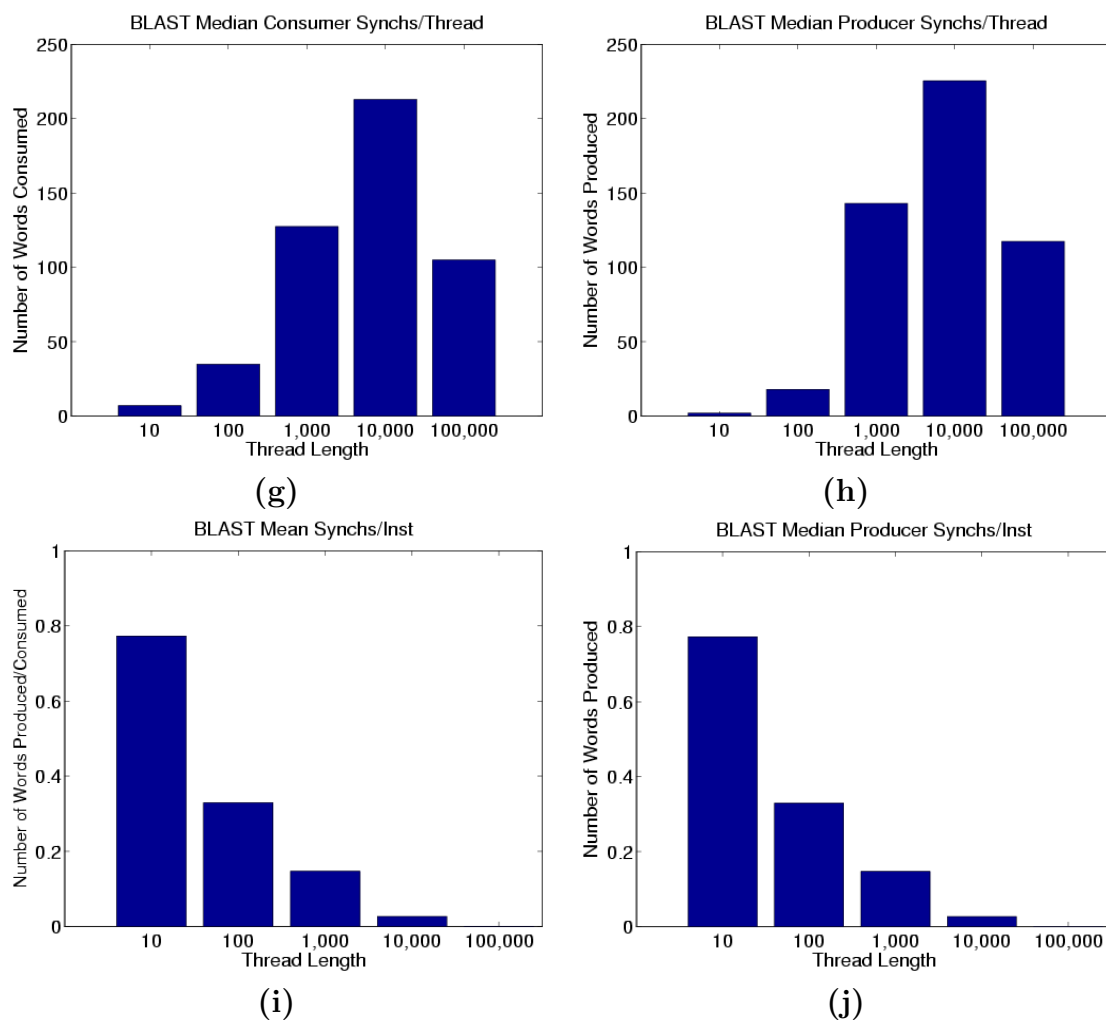 BLAST Median Consumer Synchs/Thread
Number of Words Consumed
250
200
150
100
50
0
10 100 1,000 10,000 100,000
Thread Length
(g)
BLAST Median Producer Synchs/Thread
Number of Words Produced
250
200
150
100
50
0
10 100 1,000 10,000 100,000
Thread Length
(h)
BLAST Mean Synchs/Inst
Number of Words Produced/Consumed
1
0.8
0.6
0.4
0.2
0
10 100 1,000 10,000 100,000
Thread Length
(i)
BLAST Median Producer Synchs/Inst
Number of Words Produced
1
0.8
0.6
0.4
0.2
0
10 100 1,000 10,000 100,000
Thread Length
(j)